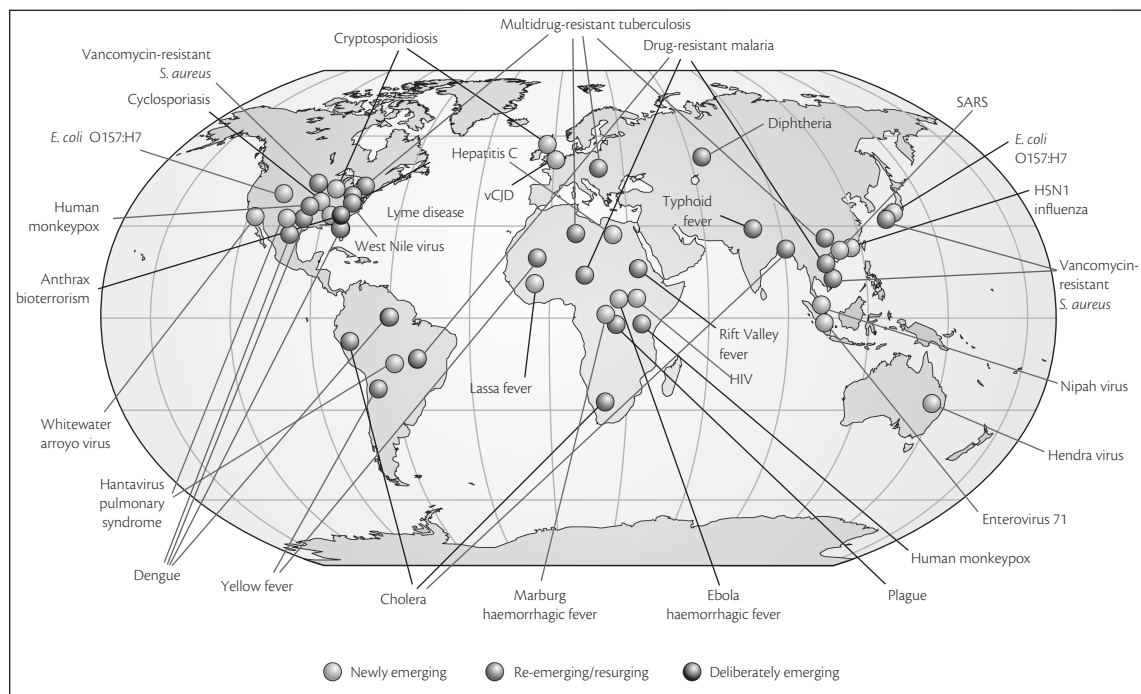 Multidrug-resistant tuberculosis
Cryptosporidiosis
Drug-resistant malaria
Vancomycin-resistant
S. aureus
Cyclosporiasis
SARS
E. coli O157:H7
Diphtheria
E. coli
O157:H7
Hepatitis C
H5N1
influenza
vCJD
Human
monkeypox
Lyme disease
Typhoid
fever
West Nile virus
Anthrax
bioterrorism
Vancomycin-
resistant
S. aureus
Rift Valley
fever
HIV
Lassa fever
Nipah virus
Whitewater
arroyo virus
Hendra virus
Hantavirus
pulmonary
syndrome
Enterovirus 71
Dengue
Yellow fever
Cholera
Marburg
haemorrhagic fever
Ebola
haemorrhagic fever
Human monkeypox
Plague
Newly emerging
Re-emerging/resurging
Deliberately emerging